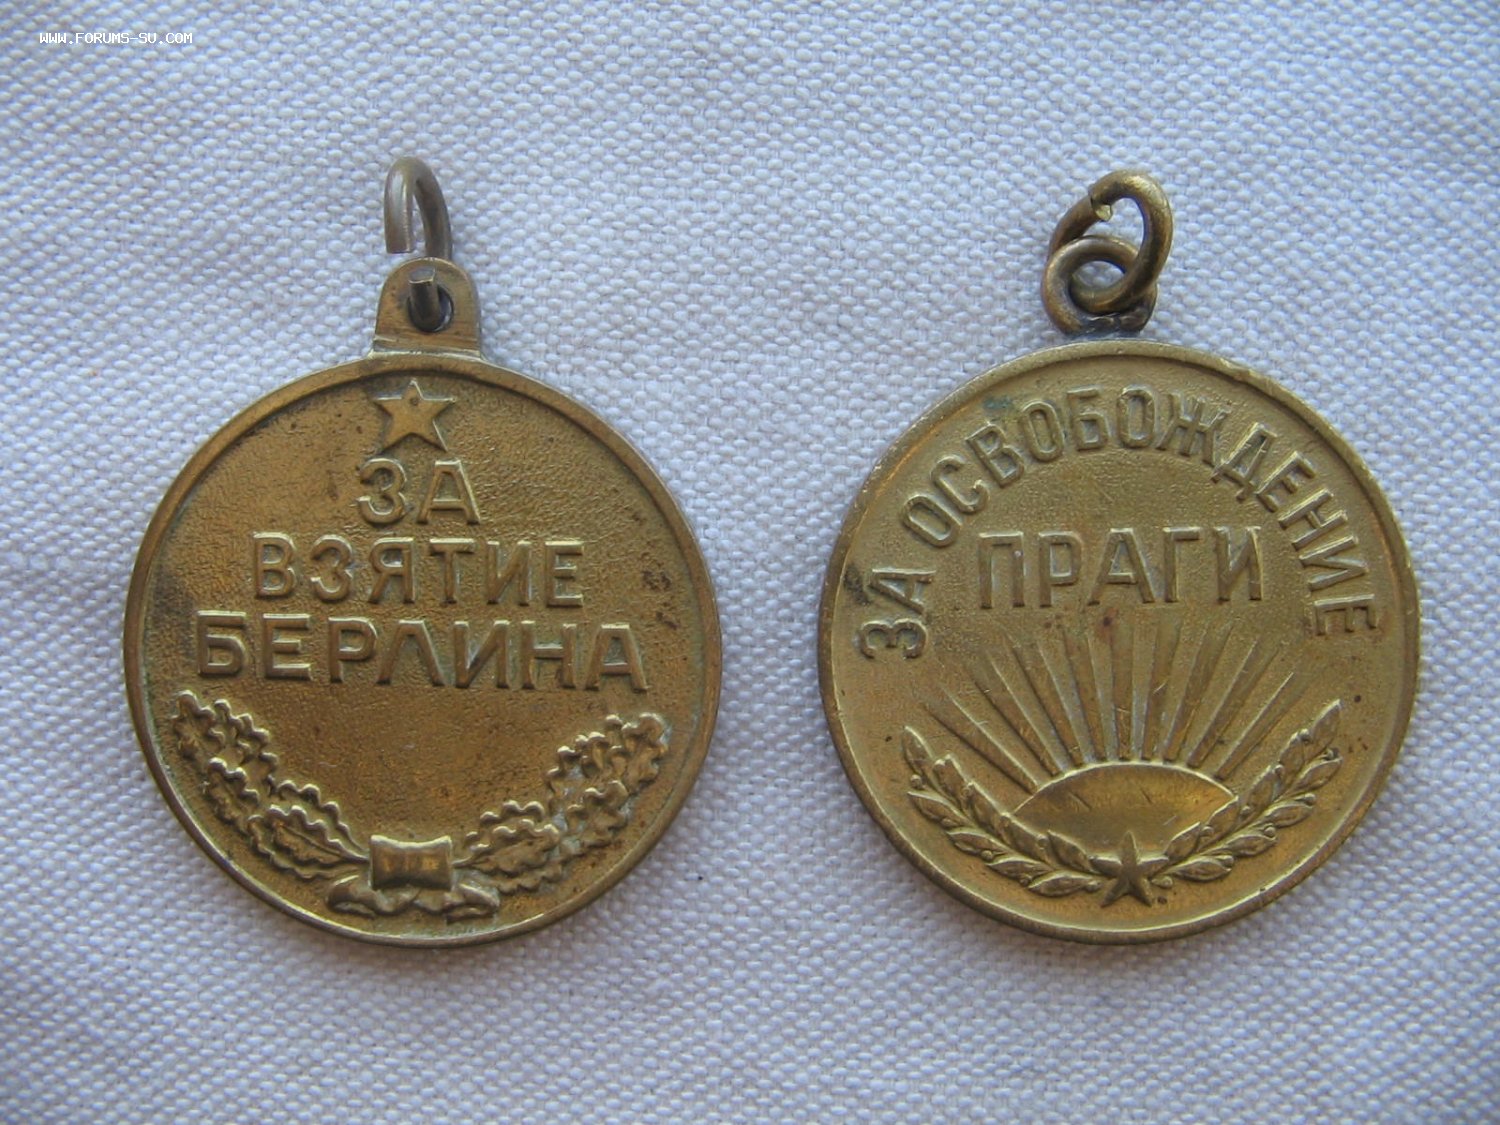 WWW.FORUMS-SU.COM
ЗА
ВЗЯТИЕ
БЕРЛИНА
ЗА ОСВОБОЖДЕНИЕ
ПРАГИ